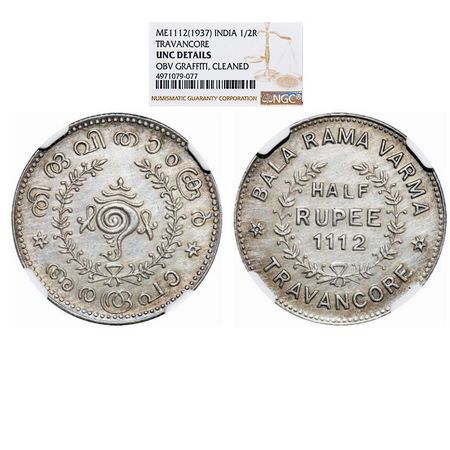 ME1112(1937) INDIA 1/2R
TRAVANCORE
UNC DETAILS
OBV GRAFFITI, CLEANED
4971079-077
NUMISMATIC GUARANTY CORPORATION NGC
തിരുവിതാംകൂർ
BALA RAMA VARMA
HALF
RUPEE
1112
TRAVANCORE